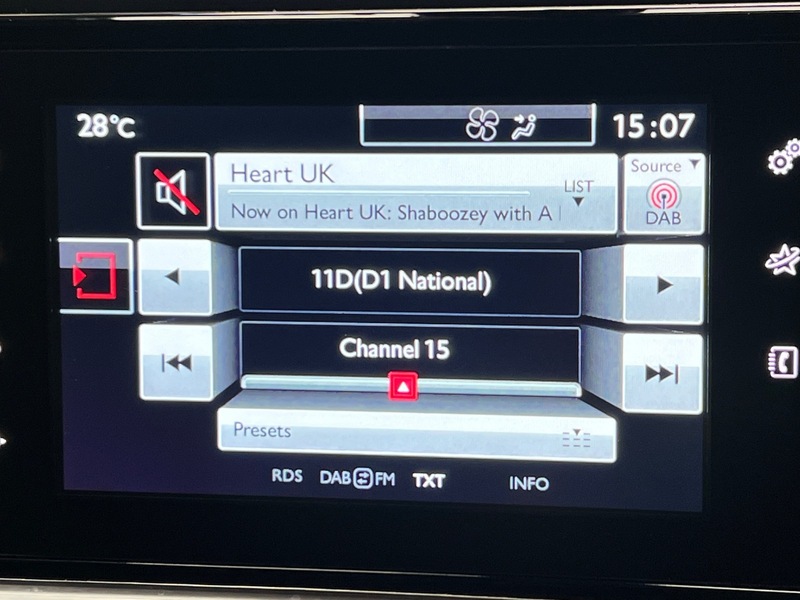 28°C
15:07
Heart UK
LIST
Source
Now on Heart UK: Shaboozey with A
DAB
11D(D1 National)
Channel 15
Presets
RDS DAB FM TXT INFO